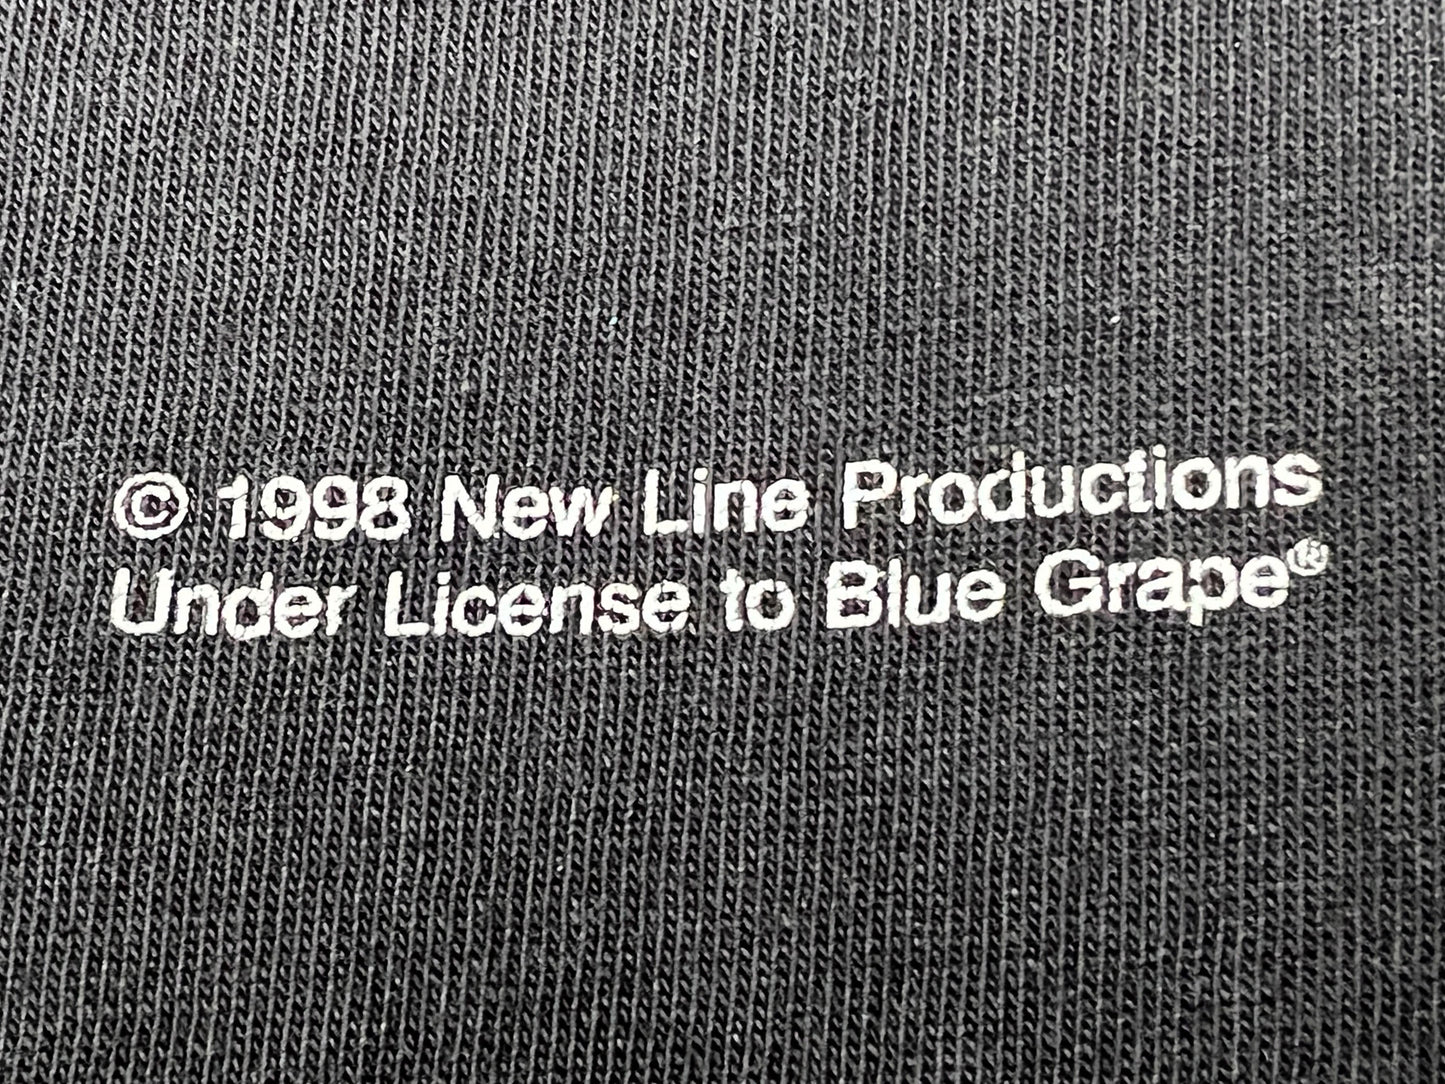 © 1998 New Line Productions
Under License to Blue Grape®